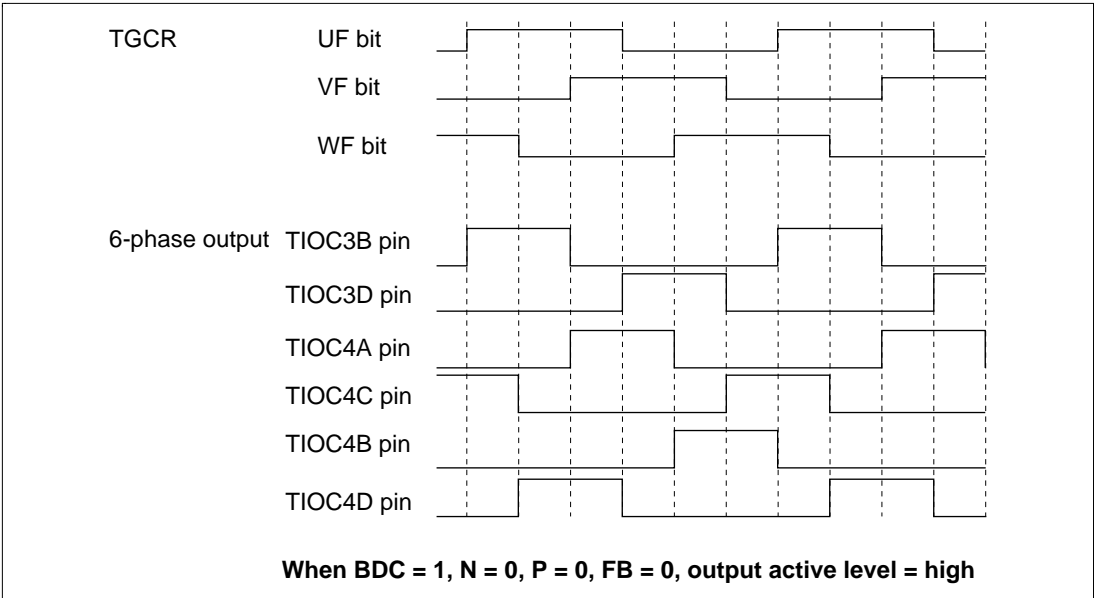 TGCR UF bit
VF bit
WF bit
6-phase output TIOC3B pin
TIOC3D pin
TIOC4A pin
TIOC4C pin
TIOC4B pin
TIOC4D pin
When BDC = 1, N = 0, P = 0, FB = 0, output active level = high